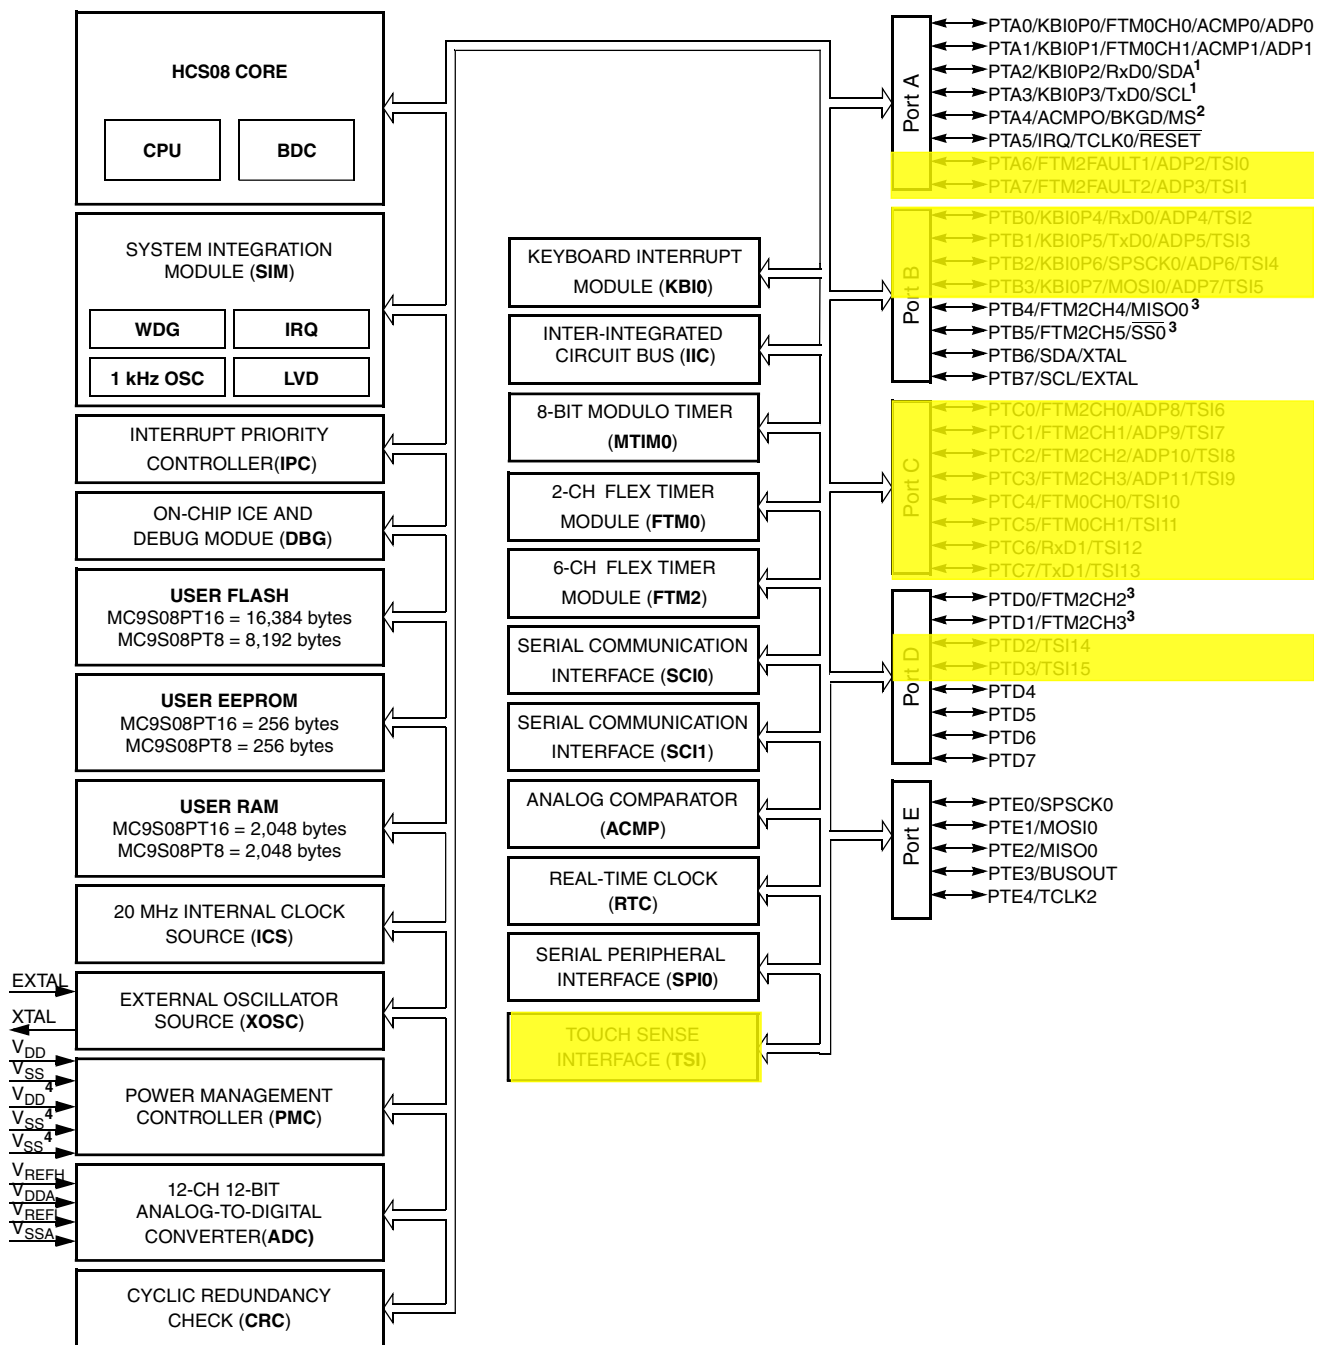 HCS08 CORE
CPU
BDC
SYSTEM INTEGRATION
MODULE (SIM)
WDG
IRQ
1 kHz OSC
LVD
INTERRUPT PRIORITY
CONTROLLER(IPC)
ON-CHIP ICE AND
DEBUG MODUE (DBG)
USER FLASH
MC9S08PT16 = 16,384 bytes
MC9S08PT8 = 8,192 bytes
USER EEPROM
MC9S08PT16 = 256 bytes
MC9S08PT8 = 256 bytes
USER RAM
MC9S08PT16 = 2,048 bytes
MC9S08PT8 = 2,048 bytes
20 MHz INTERNAL CLOCK
SOURCE (ICS)
EXTAL
XTAL
EXTERNAL OSCILLATOR
SOURCE (XOSC)
VDD
VSS
VDD4
VSS4
VSS4
POWER MANAGEMENT
CONTROLLER (PMC)
VREFH
VDDA
VREFL
VSSA
12-CH 12-BIT
ANALOG-TO-DIGITAL
CONVERTER(ADC)
CYCLIC REDUNDANCY
CHECK (CRC)
KEYBOARD INTERRUPT
MODULE (KBI0)
INTER-INTEGRATED
CIRCUIT BUS (IIC)
8-BIT MODULO TIMER
(MTIM0)
2-CH FLEX TIMER
MODULE (FTM0)
6-CH FLEX TIMER
MODULE (FTM2)
SERIAL COMMUNICATION
INTERFACE (SCI0)
SERIAL COMMUNICATION
INTERFACE (SCI1)
ANALOG COMPARATOR
(ACMP)
REAL-TIME CLOCK
(RTC)
SERIAL PERIPHERAL
INTERFACE (SPI0)
TOUCH SENSE
INTERFACE (TSI)
Port A
PTA0/KBI0P0/FTM0CH0/ACMP0/ADP0
PTA1/KBI0P1/FTM0CH1/ACMP1/ADP1
PTA2/KBI0P2/RxD0/SDA1
PTA3/KBI0P3/TxD0/SCL1
PTA4/ACMPO/BKGD/MS2
PTA5/IRQ/TCLK0/RESET
PTA6/FTM2FAULT1/ADP2/TSI0
PTA7/FTM2FAULT2/ADP3/TSI1
Port B
PTB0/KBI0P4/RxD0/ADP4/TSI2
PTB1/KBI0P5/TxD0/ADP5/TSI3
PTB2/KBI0P6/SPSCK0/ADP6/TSI4
PTB3/KBI0P7/MOSI0/ADP7/TSI5
PTB4/FTM2CH4/MISO03
PTB5/FTM2CH5/SS03
PTB6/SDA/XTAL
PTB7/SCL/EXTAL
Port C
PTC0/FTM2CH0/ADP8/TSI6
PTC1/FTM2CH1/ADP9/TSI7
PTC2/FTM2CH2/ADP10/TSI8
PTC3/FTM2CH3/ADP11/TSI9
PTC4/FTM0CH0/TSI10
PTC5/FTM0CH1/TSI11
PTC6/RxD1/TSI12
PTC7/TxD1/TSI13
Port D
PTD0/FTM2CH23
PTD1/FTM2CH33
PTD2/TSI14
PTD3/TSI15
PTD4
PTD5
PTD6
PTD7
Port E
PTE0/SPSCK0
PTE1/MOSI0
PTE2/MISO0
PTE3/BUSOUT
PTE4/TCLK2